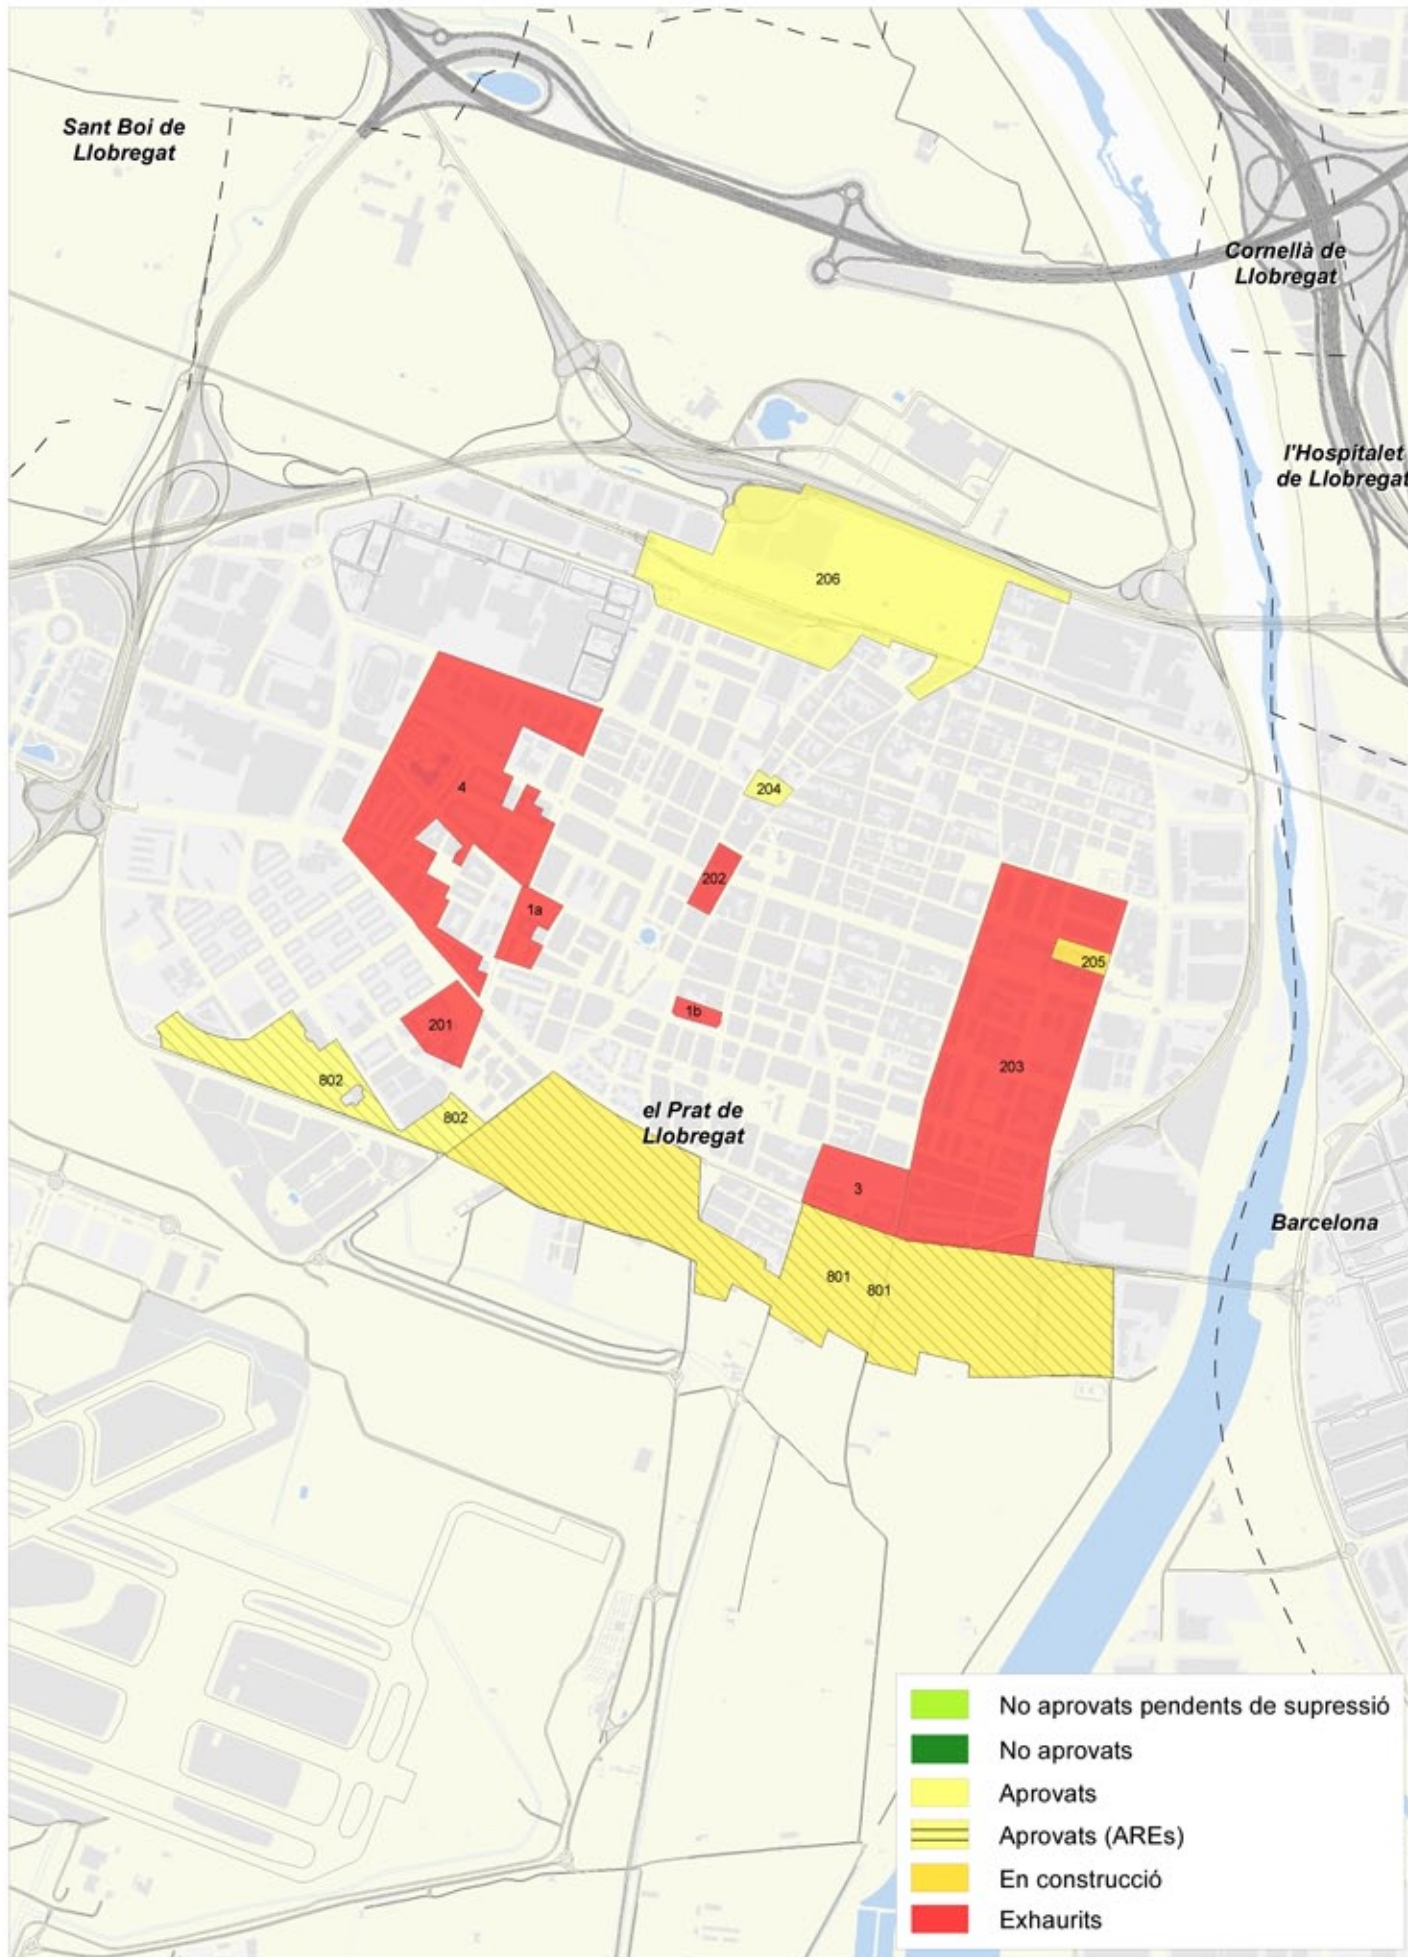 Sant Boi de
Llobregat
Cornellà de
Llobregat
l'Hospitalet
de Llobregat
206
4
204
202
1a
205
1b
201
203
802
802
el Prat de
Llobregat
3
Barcelona
801
801
No aprovats pendents de supressió
No aprovats
Aprovats
Aprovats (AREs)
En construcció
Exhaurits